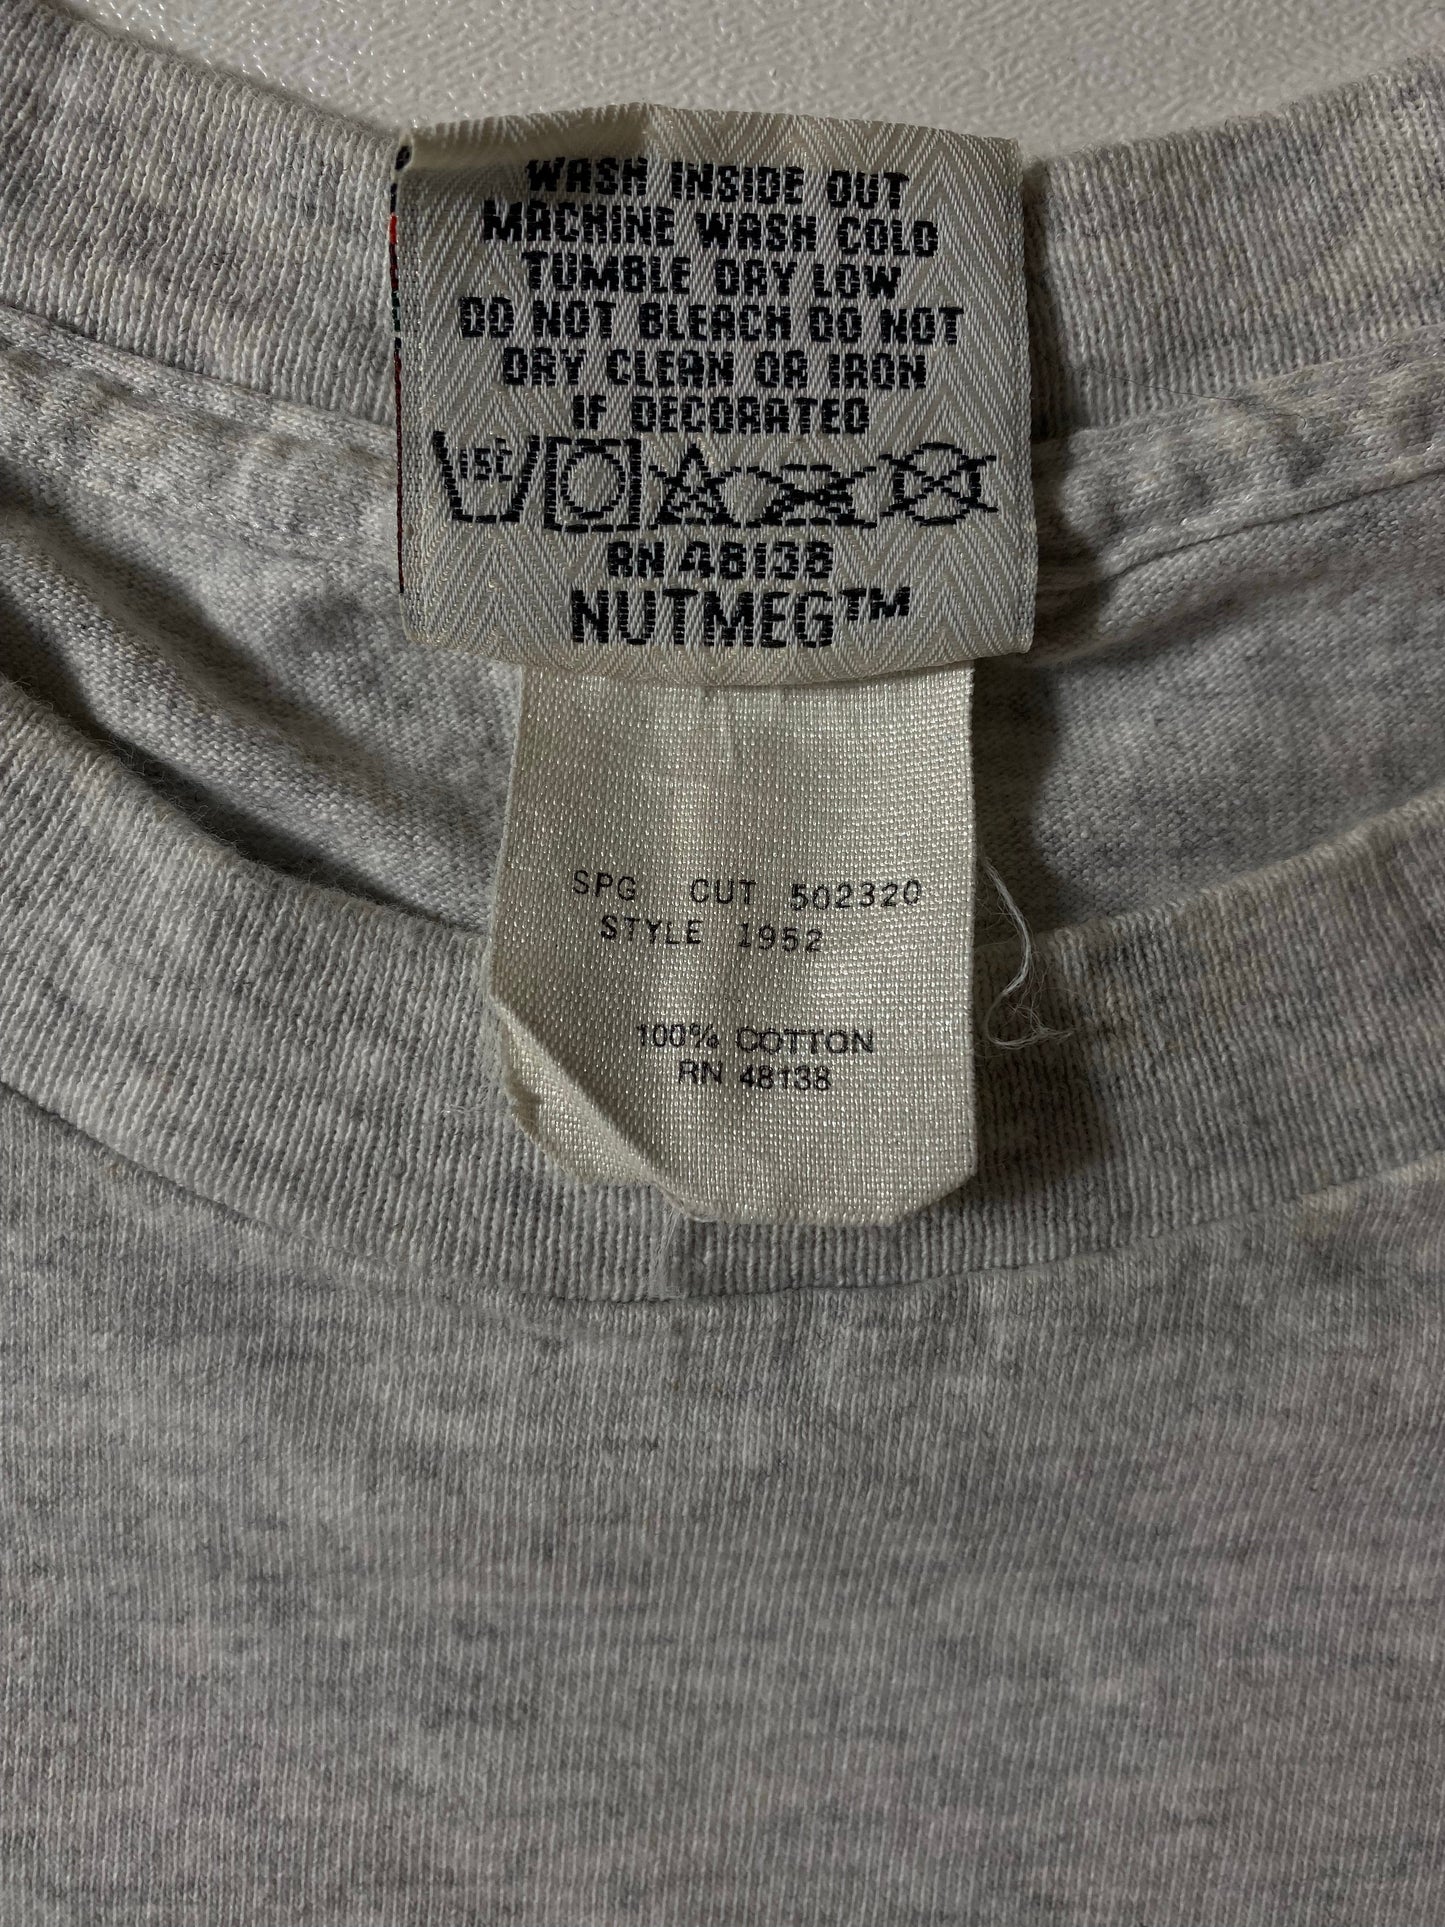 WASH INSIDE OUT
MACHINE WASH COLD
TUMBLE DRY LOW
DO NOT BLEACH DO NOT
DRY CLEAN OR IRON
IF DECORATED
RN 48138
NUTMEG™
SPG CUT 502320
STYLE 1952
100% COTTON
RN 48138